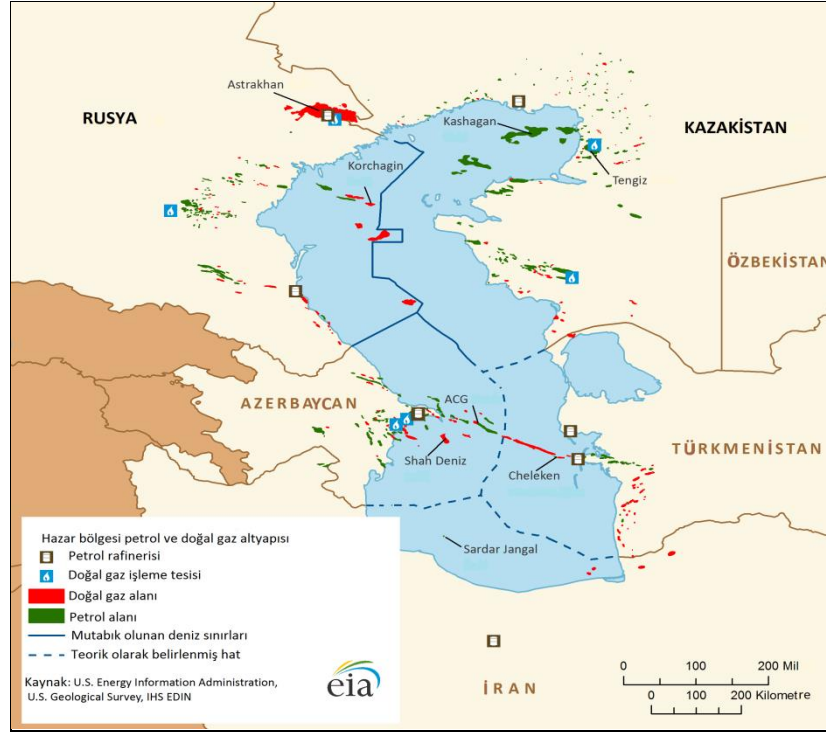 Astrakhan
RUSYA
Kashagan
KAZAKİSTAN
Korchagin
Tengiz
ÖZBEKİSTAN
AZERBAYCAN
ACG
TÜRKMENİSTAN
Shah Deniz
Cheleken
Sardar Jangal
Hazar bölgesi petrol ve doğal gaz altyapısı
Petrol rafinerisi
Doğal gaz işleme tesisi
Doğal gaz alanı
Petrol alanı
Mutabık olunan deniz sınırları
Teorik olarak belirlenmiş hat
Kaynak: U.S. Energy Information Administration,
U.S. Geological Survey, IHS EDIN
eia
İRAN
0 100 200 Mil
0 100 200 Kilometre